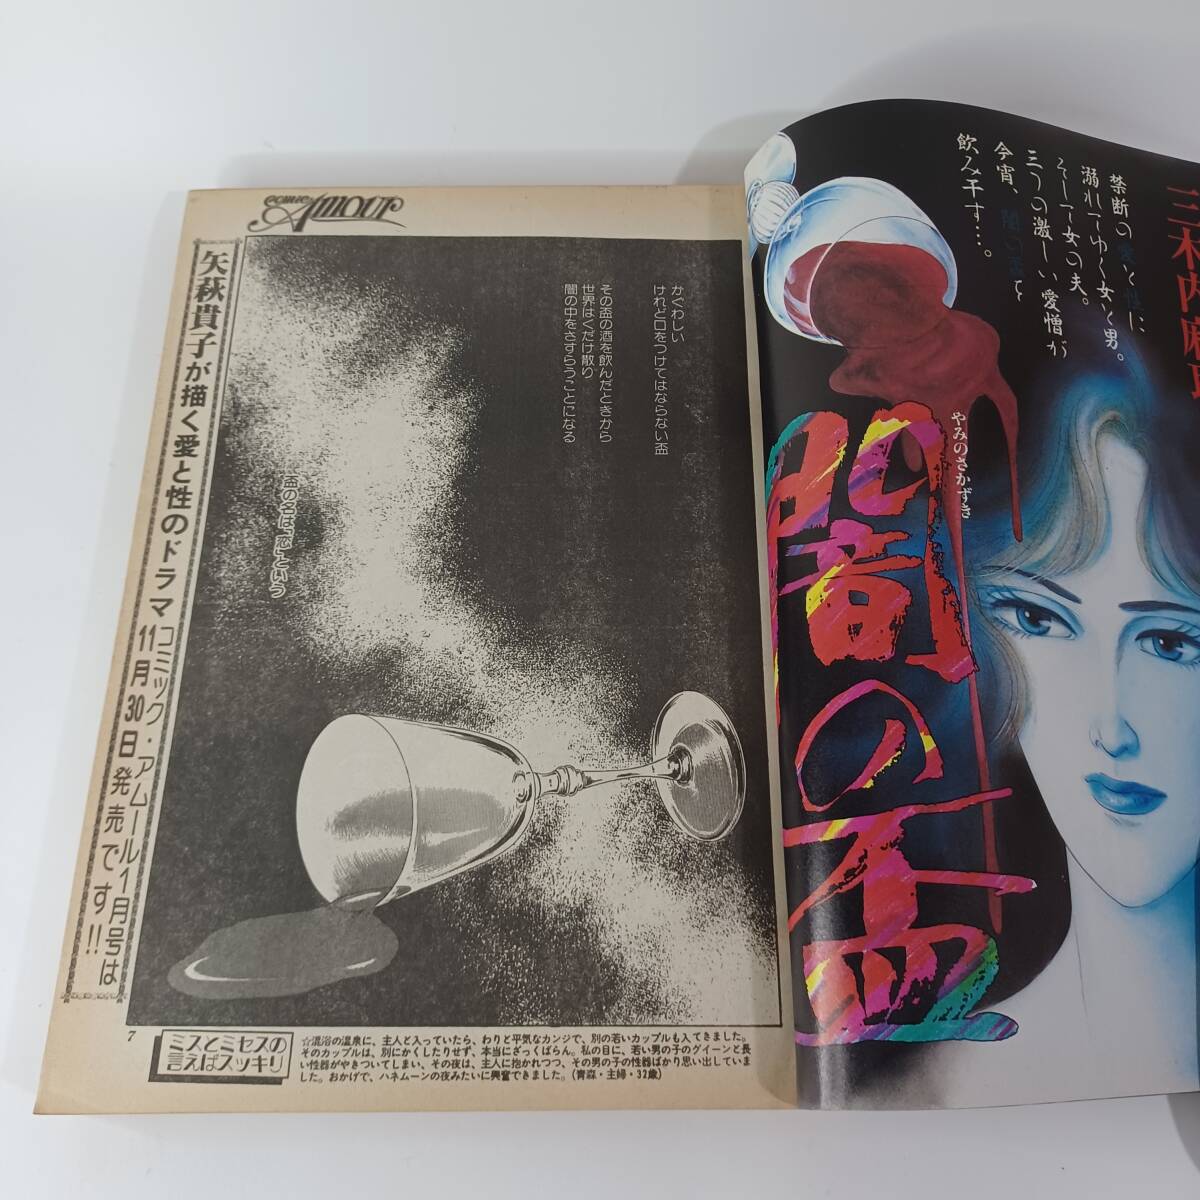 禁断の愛と性に
溺れてゆく女と男。
そして女の夫。
三つの激しい愛憎が
今宵、闇の盃を
飲み干す…。
三木内麻耶
やみのさかずき
闇の盃
comic Amour
かぐわしい
けれど口をつけてはならない盃
その盃の酒を飲んだときから
世界はくだけ散り
闇の中をさすらうことになる
盃の名は、恋という
矢萩貴子が描く愛と性のドラマ
コミック・アムール1月号は
11月30日発売です!!
7
ミスとミセスの
言えばスッキリ
☆混浴の温泉に、主人と入っていたら、わりと平気なカンジで、別の若いカップルも入てきました。
そのカップルは、別にかくしたりせず、本当にざっくばらん。私の目に、若い男の子のグイーンと長
い性器がやきついてしまい、その夜は、主人に抱かれつつ、その男の子の性器ばかり思い出していま
した。おかげで、ハネムーンの夜みたいに興奮できました。(青森・主婦・32歳)